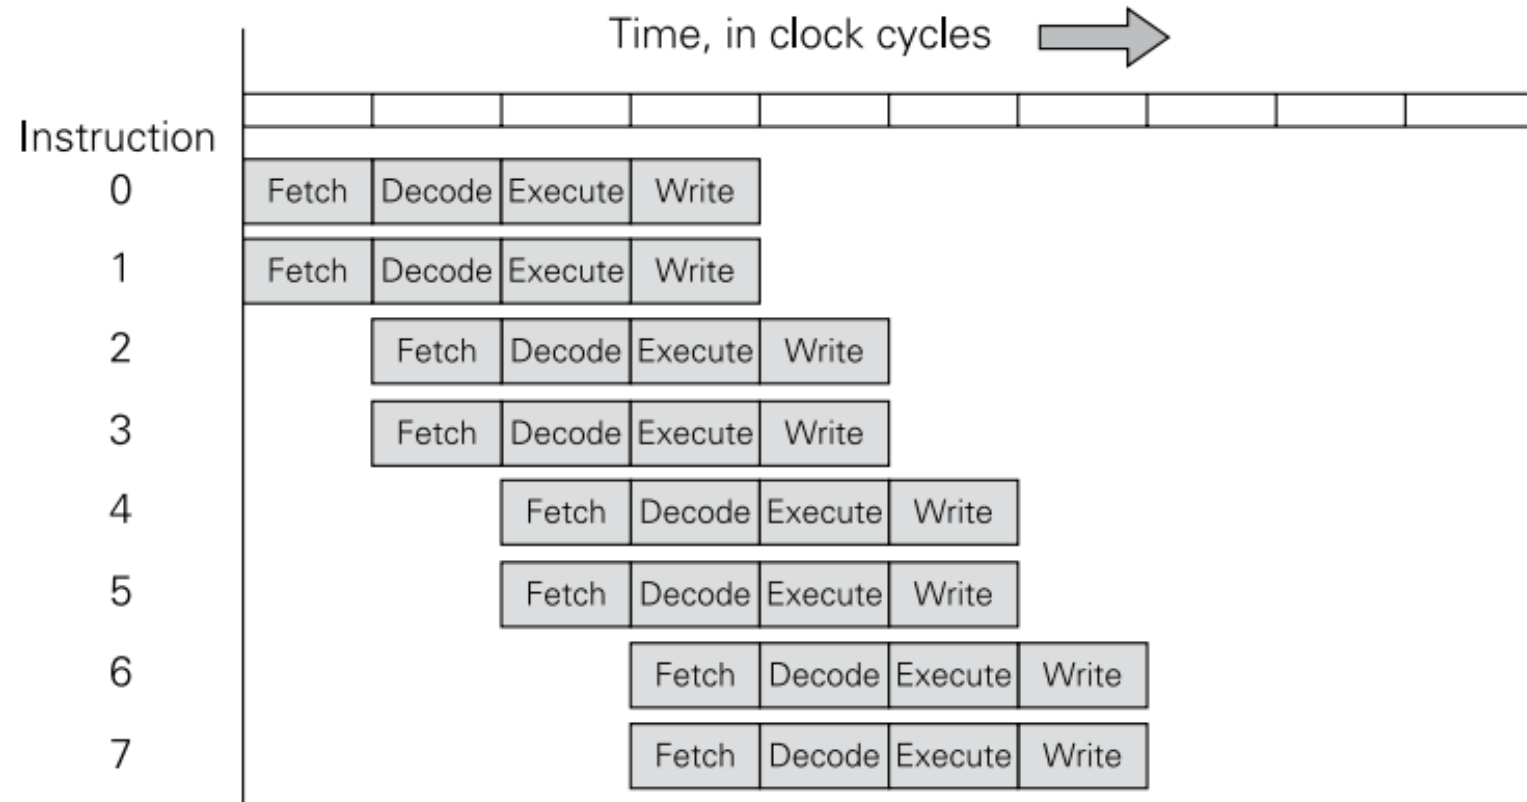 Time, in clock cycles
Instruction
0 Fetch Decode Execute Write
1 Fetch Decode Execute Write
2 Fetch Decode Execute Write
3 Fetch Decode Execute Write
4 Fetch Decode Execute Write
5 Fetch Decode Execute Write
6 Fetch Decode Execute Write
7 Fetch Decode Execute Write